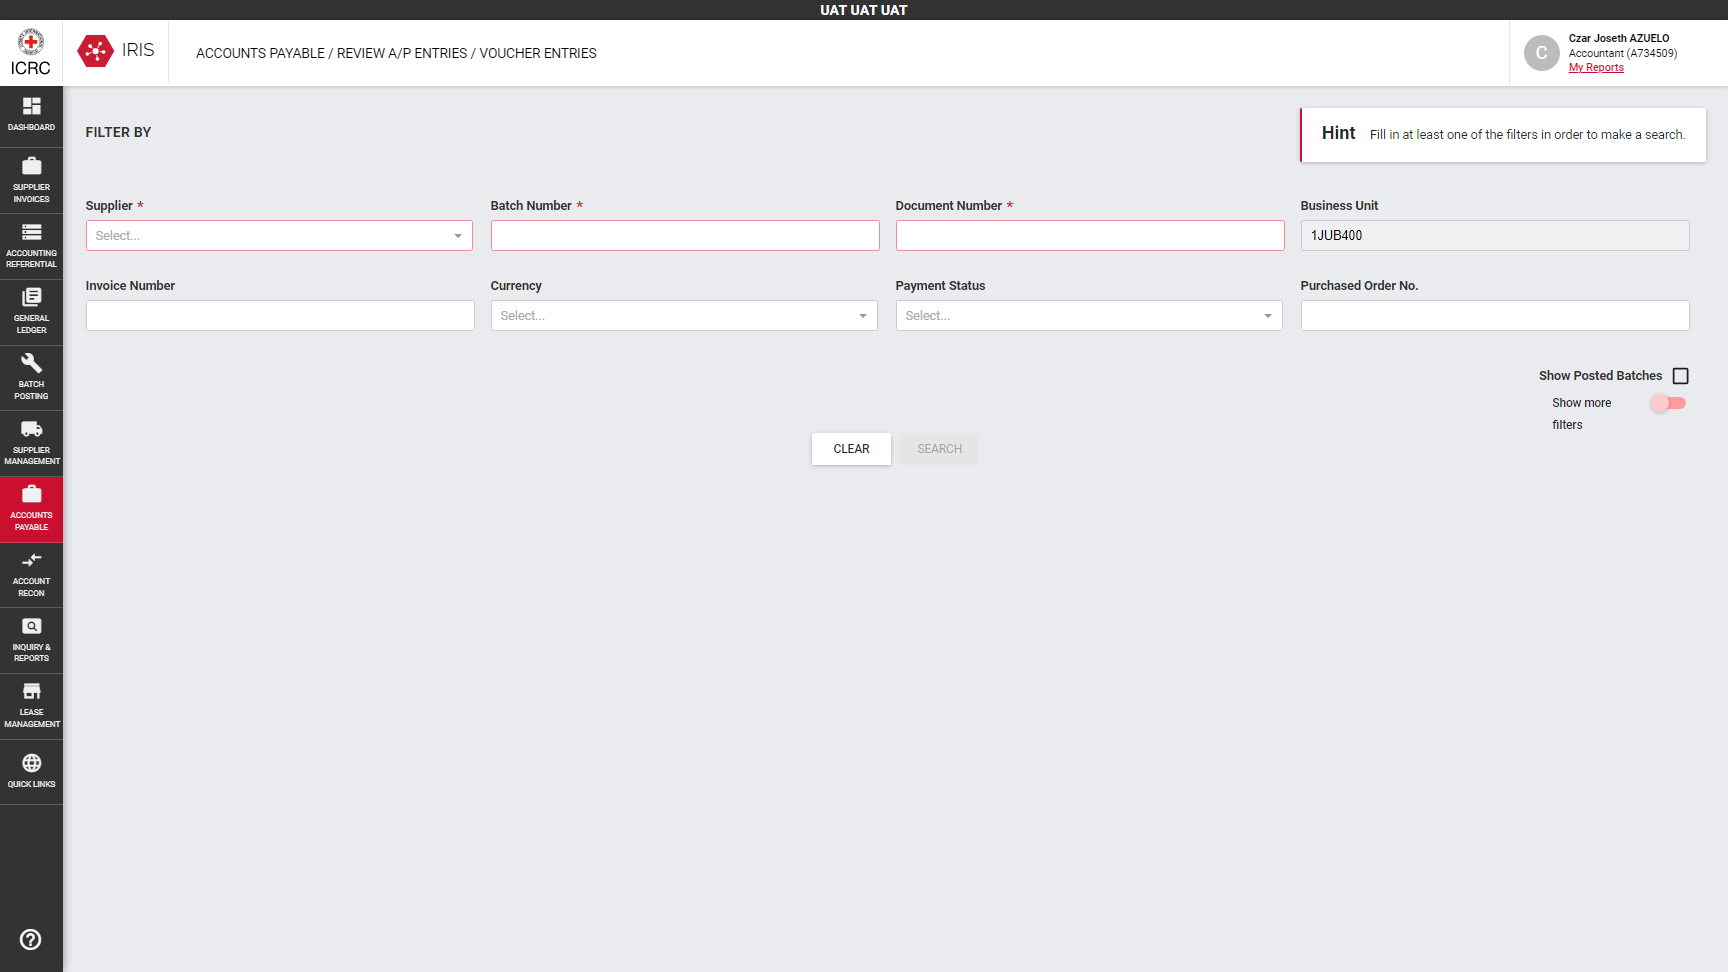 UAT UAT UAT
ICRC
IRIS
ACCOUNTS PAYABLE / REVIEW A/P ENTRIES / VOUCHER ENTRIES
C
Czar Joseth AZUELO
Accountant (A734509)
My Reports
DASHBOARD
SUPPLIER
INVOICES
ACCOUNTING
REFERENTIAL
GENERAL
LEDGER
BATCH
POSTING
SUPPLIER
MANAGEMENT
ACCOUNTS
PAYABLE
ACCOUNT
RECON
INQUIRY &
REPORTS
LEASE
MANAGEMENT
QUICK LINKS
FILTER BY
Hint Fill in at least one of the filters in order to make a search.
Supplier * Batch Number * Document Number * Business Unit
Select... 1JUB400
Invoice Number Currency Payment Status Purchased Order No.
Select... Select...
Show Posted Batches
Show more
filters
CLEAR SEARCH